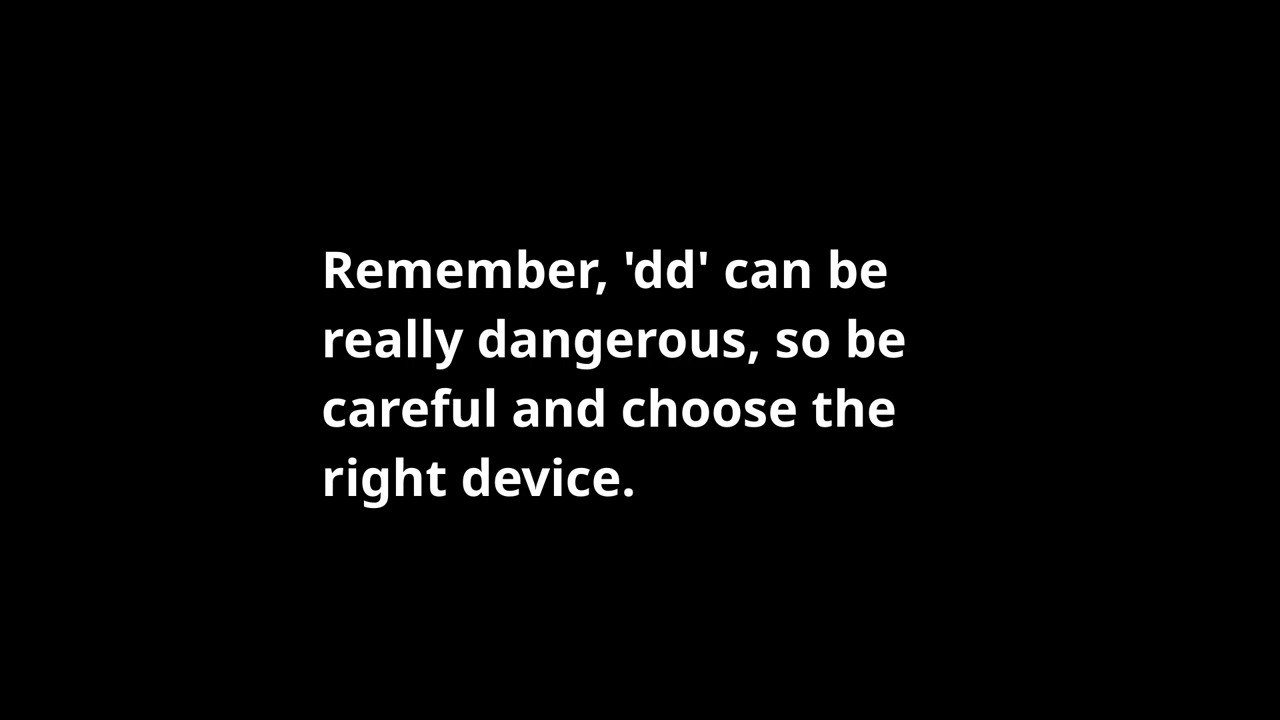 Remember, 'dd' can be
really dangerous, so be
careful and choose the
right device.